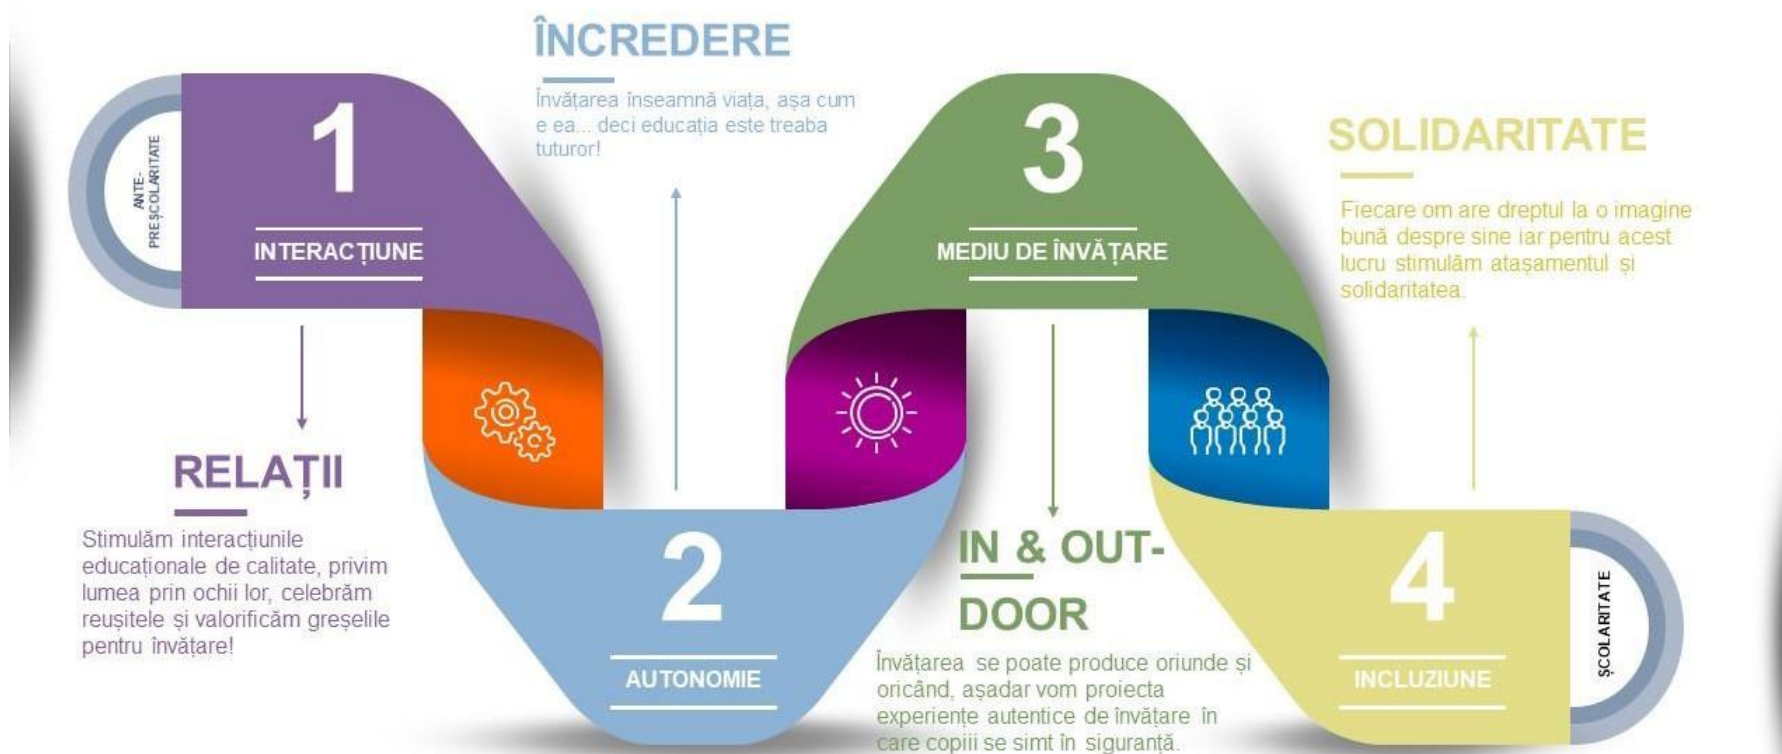 ANTE-
PREȘCOLARITATE
1
INTERACȚIUNE
RELAȚII
Stimulăm interacțiunile
educaționale de calitate, privim
lumea prin ochii lor, celebrăm
reușitele și valorificăm greșelile
pentru învățare!
ÎNCREDERE
Învățarea înseamnă viața, așa cum
e ea... deci educația este treaba
tuturor!
2
AUTONOMIE
3
MEDIU DE ÎNVĂȚARE
IN & OUT-
DOOR
Învățarea se poate produce oriunde și
oricând, așadar vom proiecta
experiențe autentice de învățare în
care copiii se simt în siguranță.
SOLIDARITATE
Fiecare om are dreptul la o imagine
bună despre sine iar pentru acest
lucru stimulăm atașamentul și
solidaritatea.
4
INCLUZIUNE
ȘCOLARITATE